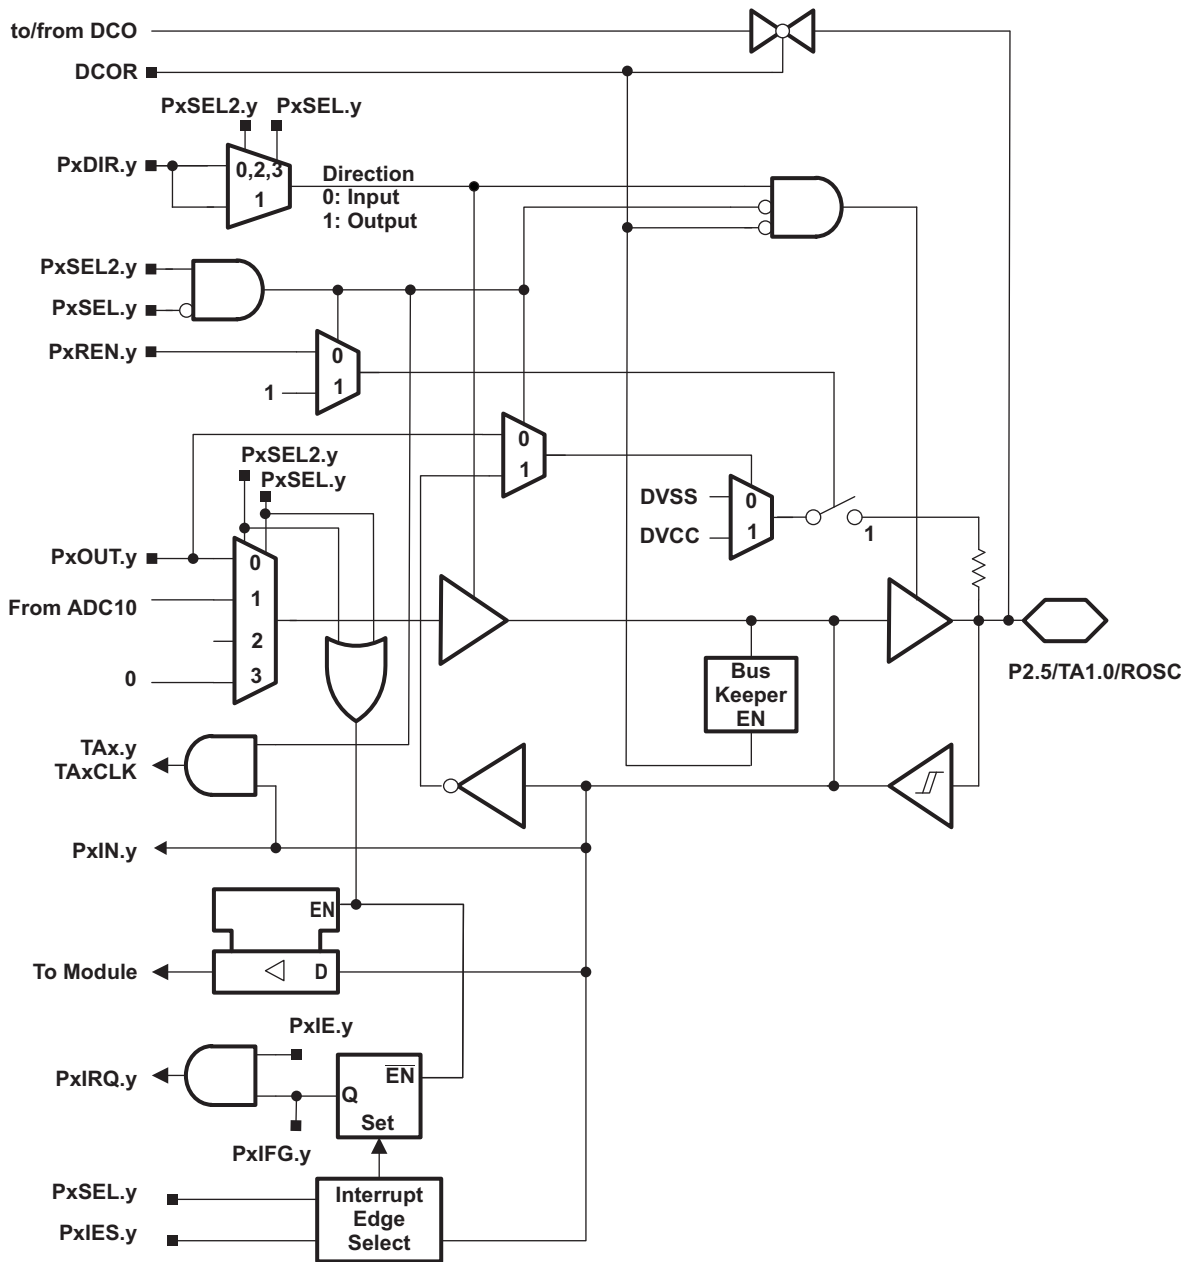 to/from DCO
DCOR
PxSEL2.y PxSEL.y
PxDIR.y
0,2,3
1
Direction
0: Input
1: Output
PxSEL2.y
PxSEL.y
PxREN.y
0
1
1
0
1
PxSEL2.y
PxSEL.y
DVSS
DVCC
0
1
1
PxOUT.y
From ADC10
0
0
1
2
3
Bus
Keeper
EN
P2.5/TA1.0/ROSC
TAx.y
TAxCLK
PxIN.y
EN
To Module
D
PxIE.y
PxIRQ.y
EN
Q
Set
PxIFG.y
PxSEL.y
PxIES.y
Interrupt
Edge
Select